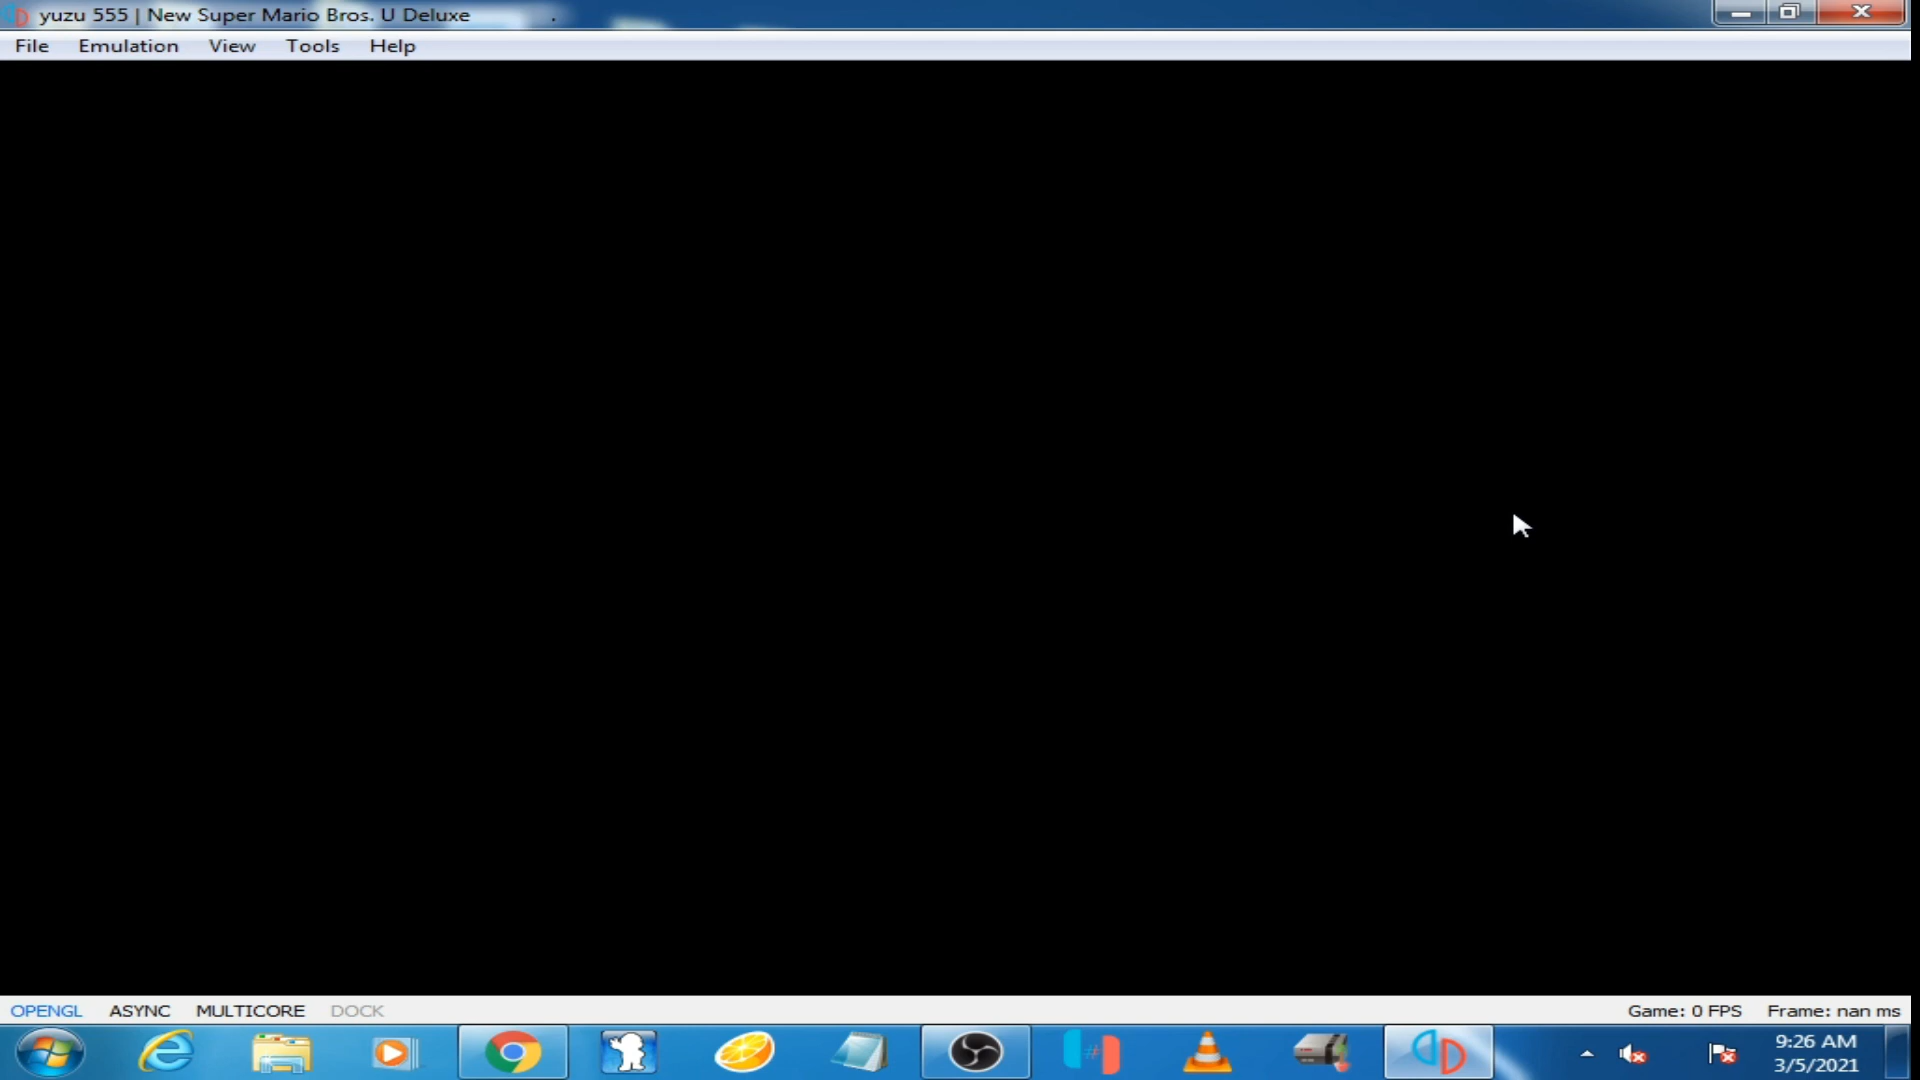 yuzu 555 | New Super Mario Bros. U Deluxe
File Emulation View Tools Help
OPENGL ASYNC MULTICORE DOCK Game: 0 FPS Frame: nan ms
#
9:26 AM
3/5/2021